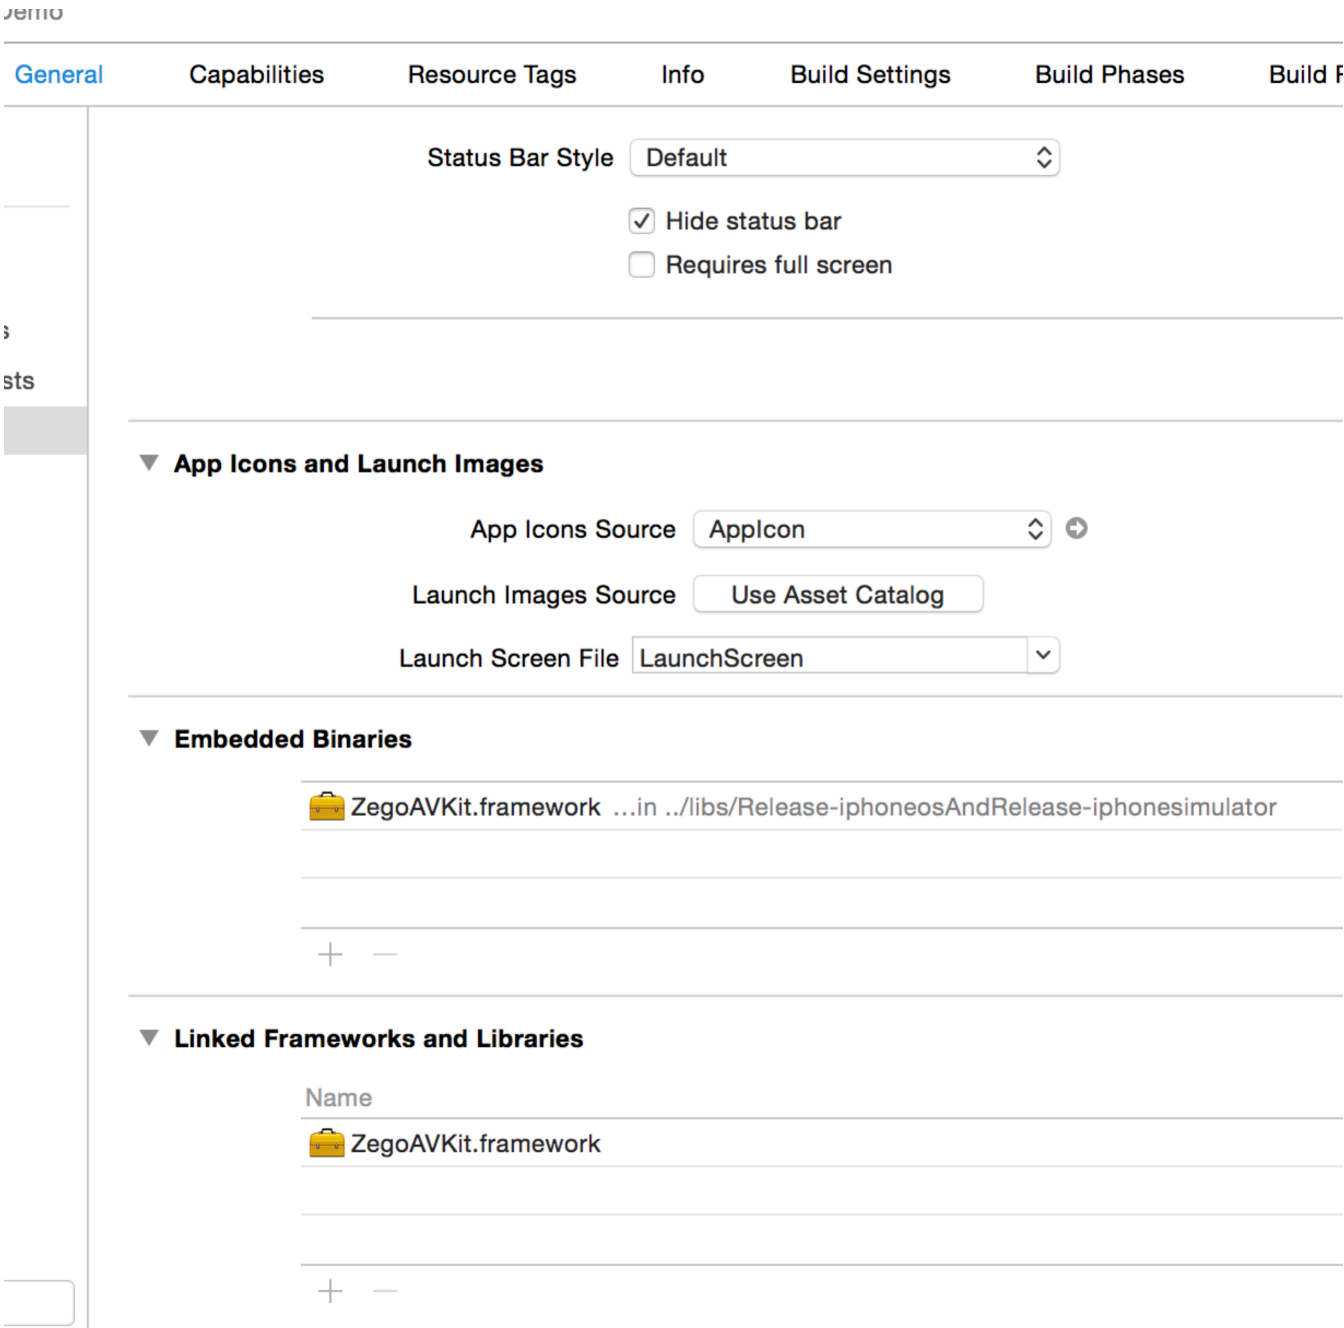 Demo
General Capabilities Resource Tags Info Build Settings Build Phases Build
Status Bar Style Default
Hide status bar
Requires full screen
s
sts
App Icons and Launch Images
App Icons Source AppIcon
Launch Images Source Use Asset Catalog
Launch Screen File LaunchScreen
Embedded Binaries
ZegoAVKit.framework ...in ../libs/Release-iphoneosAndRelease-iphonesimulator
Linked Frameworks and Libraries
Name
ZegoAVKit.framework